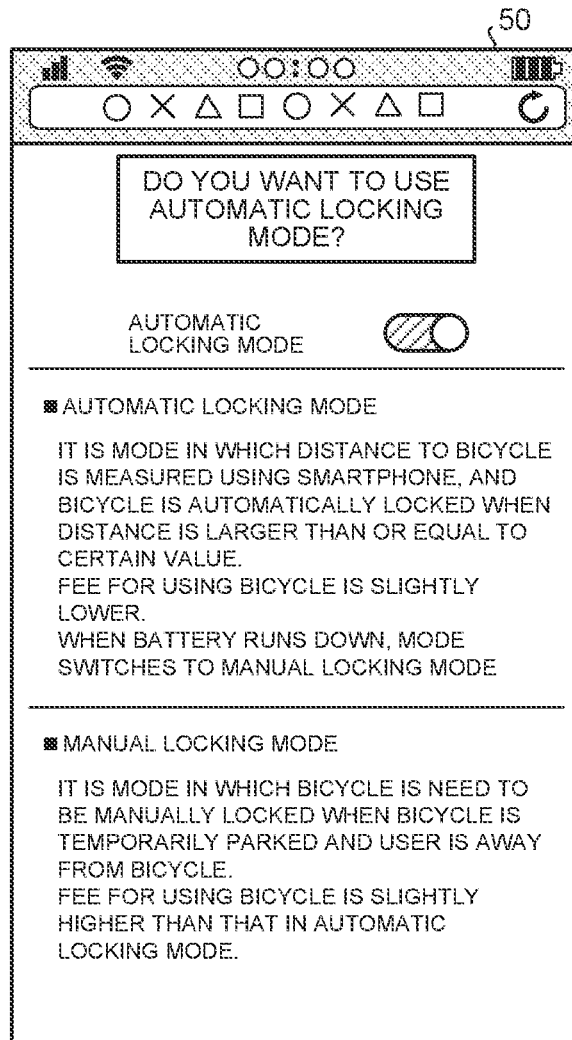 50
00:00
○×△□○×△□
DO YOU WANT TO USE
AUTOMATIC LOCKING
MODE?
AUTOMATIC
LOCKING MODE
■ AUTOMATIC LOCKING MODE
IT IS MODE IN WHICH DISTANCE TO BICYCLE
IS MEASURED USING SMARTPHONE, AND
BICYCLE IS AUTOMATICALLY LOCKED WHEN
DISTANCE IS LARGER THAN OR EQUAL TO
CERTAIN VALUE.
FEE FOR USING BICYCLE IS SLIGHTLY
LOWER.
WHEN BATTERY RUNS DOWN, MODE
SWITCHES TO MANUAL LOCKING MODE
■ MANUAL LOCKING MODE
IT IS MODE IN WHICH BICYCLE IS NEED TO
BE MANUALLY LOCKED WHEN BICYCLE IS
TEMPORARILY PARKED AND USER IS AWAY
FROM BICYCLE.
FEE FOR USING BICYCLE IS SLIGHTLY
HIGHER THAN THAT IN AUTOMATIC
LOCKING MODE.